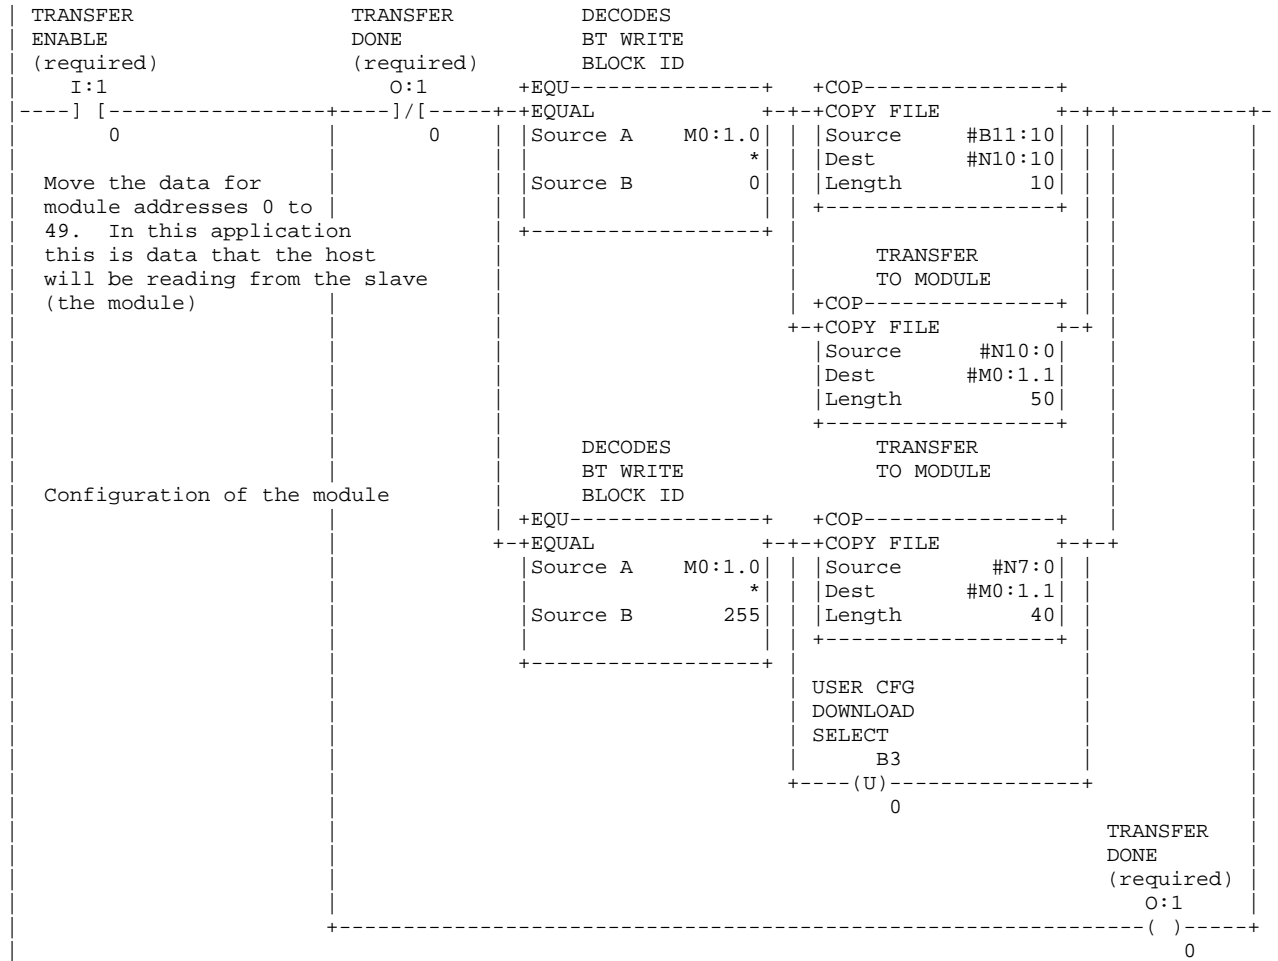 TRANSFER TRANSFER DECODES
ENABLE DONE BT WRITE
(required) (required) BLOCK ID
I:1 O:1 +EQU---------------+ +COP---------------+
|----] [-----------------+----]/[-----+-+EQUAL +-+-+COPY FILE +-+-+----------+-
0 0 |Source A M0:1.0| |Source #B11:10|
*| |Dest #N10:10|
Move the data for |Source B 0| |Length 10|
module addresses 0 to +------------------+
49. In this application +------------------+
this is data that the host TRANSFER
will be reading from the slave TO MODULE
(the module) +COP---------------+
+-+COPY FILE +-+
|Source #N10:0|
|Dest #M0:1.1|
|Length 50|
+------------------+
DECODES TRANSFER
BT WRITE TO MODULE
Configuration of the module BLOCK ID
+EQU---------------+ +COP---------------+
+-+EQUAL +-+-+COPY FILE +-+-+
|Source A M0:1.0| |Source #N7:0|
*| |Dest #M0:1.1|
|Source B 255| |Length 40|
+------------------+
+------------------+
USER CFG
DOWNLOAD
SELECT
B3
+----(U)---------------+
0
TRANSFER
DONE
(required)
O:1
+--------------------------------------------------------------( )-----+
0